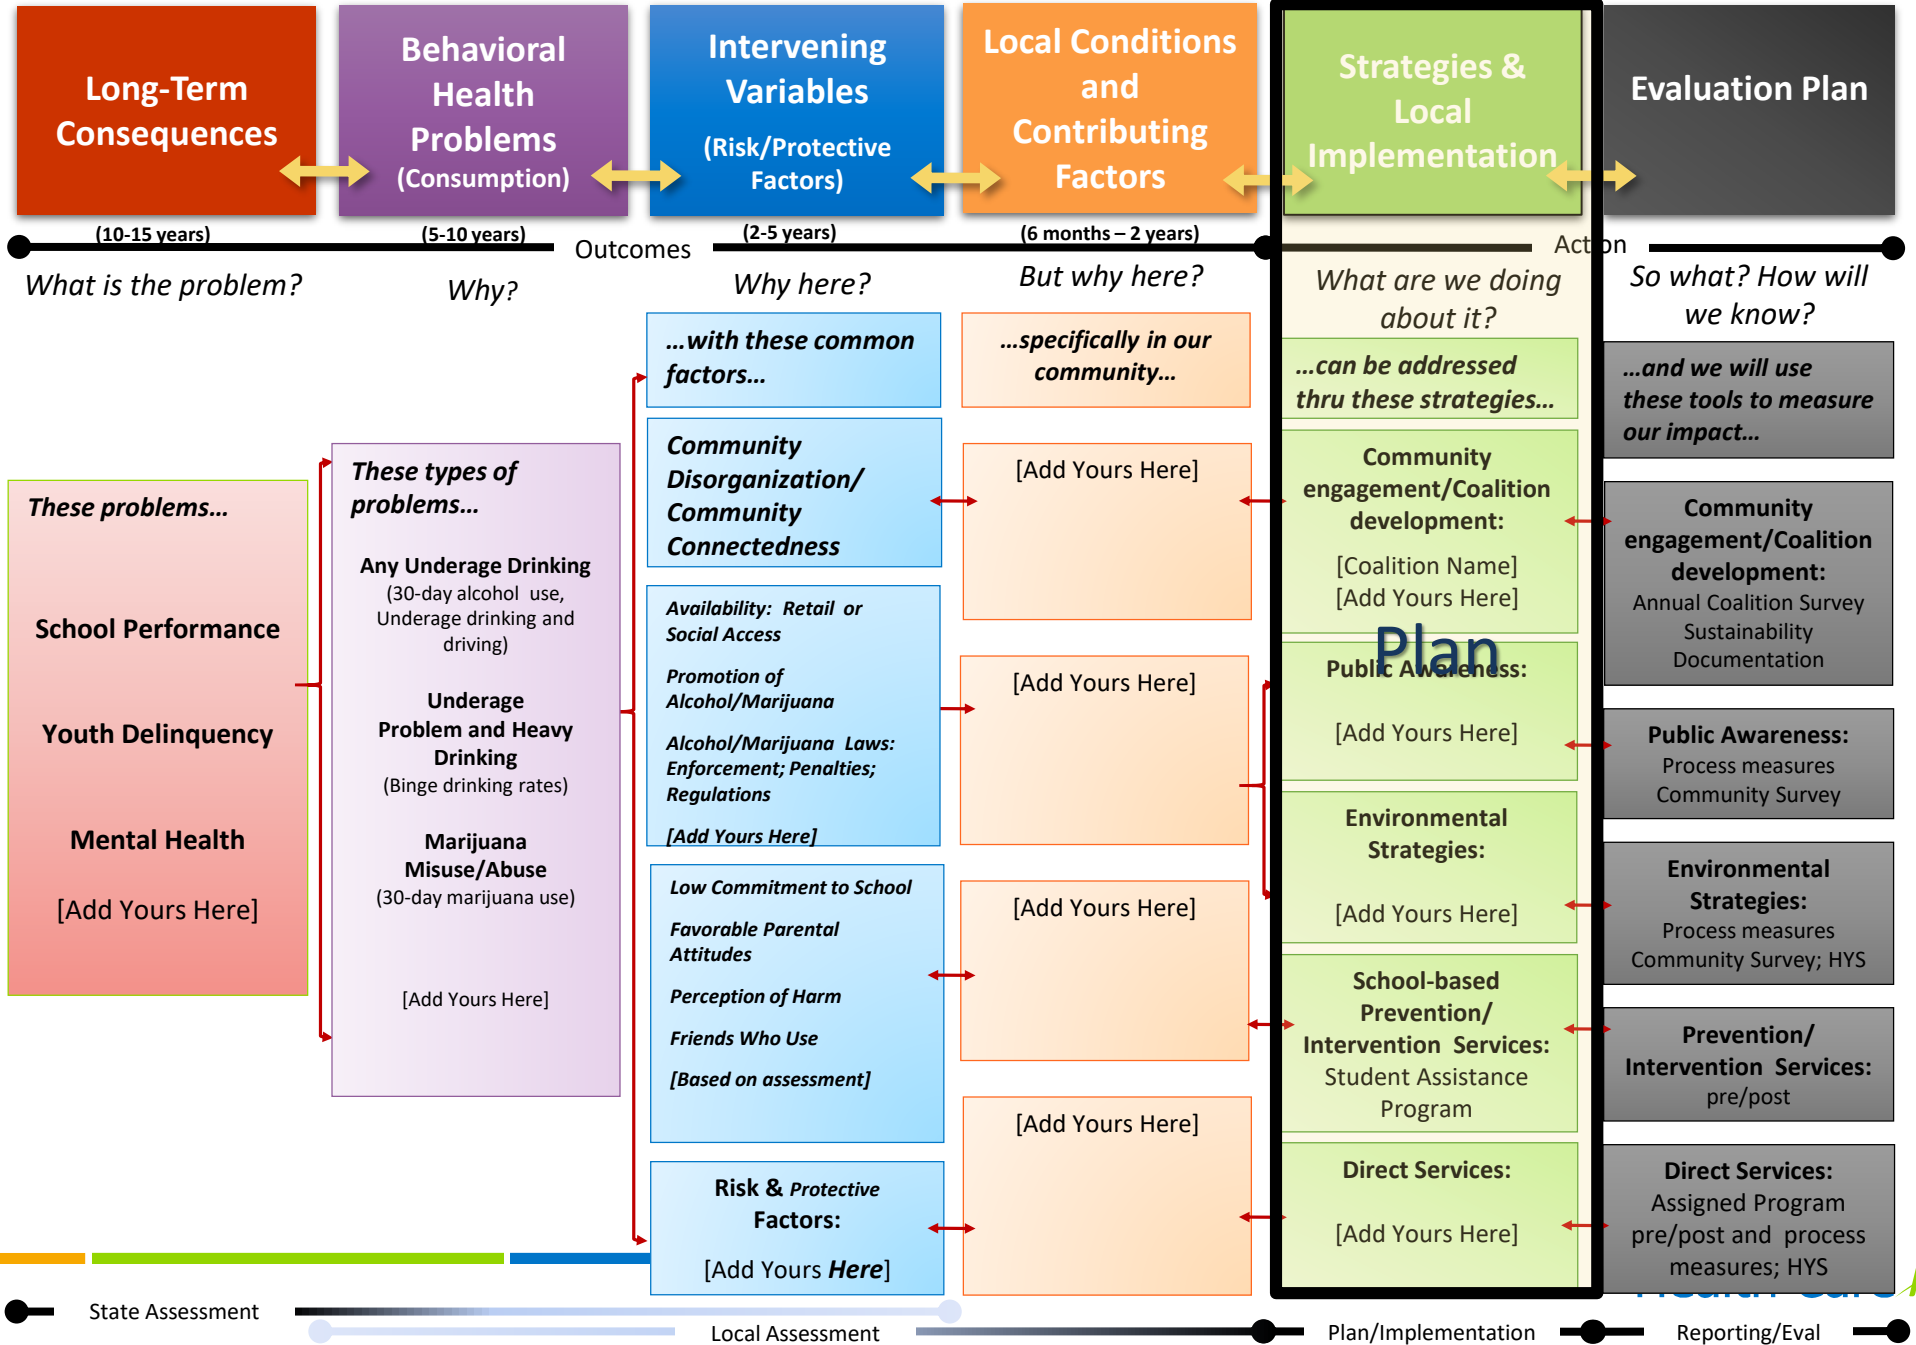 Long-Term
Consequences
Behavioral
Health
Problems
(Consumption)
Intervening
Variables
(Risk/Protective
Factors)
Local Conditions
and
Contributing
Factors
Strategies &
Local
Implementation
Evaluation Plan
(10-15 years)
(5-10 years)
(2-5 years)
(6 months – 2 years)
Outcomes
Action
What is the problem?
Why?
Why here?
But why here?
What are we doing
about it?
So what? How will
we know?
These problems...
School Performance
Youth Delinquency
Mental Health
[Add Yours Here]
These types of
problems...
Any Underage Drinking
(30-day alcohol use,
Underage drinking and
driving)
Underage
Problem and Heavy
Drinking
(Binge drinking rates)
Marijuana
Misuse/Abuse
(30-day marijuana use)
[Add Yours Here]
...with these common
factors...
Community
Disorganization/
Community
Connectedness
Availability: Retail or
Social Access
Promotion of
Alcohol/Marijuana
Alcohol/Marijuana Laws:
Enforcement; Penalties;
Regulations
[Add Yours Here]
Low Commitment to School
Favorable Parental
Attitudes
Perception of Harm
Friends Who Use
[Based on assessment]
Risk & Protective
Factors:
[Add Yours Here]
...specifically in our
community...
[Add Yours Here]
[Add Yours Here]
[Add Yours Here]
[Add Yours Here]
...can be addressed
thru these strategies...
Community
engagement/Coalition
development:
[Coalition Name]
[Add Yours Here]
Plan
Public Awareness:
[Add Yours Here]
Environmental
Strategies:
[Add Yours Here]
School-based
Prevention/
Intervention Services:
Student Assistance
Program
Direct Services:
[Add Yours Here]
...and we will use
these tools to measure
our impact...
Community
engagement/Coalition
development:
Annual Coalition Survey
Sustainability
Documentation
Public Awareness:
Process measures
Community Survey
Environmental
Strategies:
Process measures
Community Survey; HYS
Prevention/
Intervention Services:
pre/post
Direct Services:
Assigned Program
pre/post and process
measures; HYS
Health Care
State Assessment
Local Assessment
Plan/Implementation
Reporting/Eval